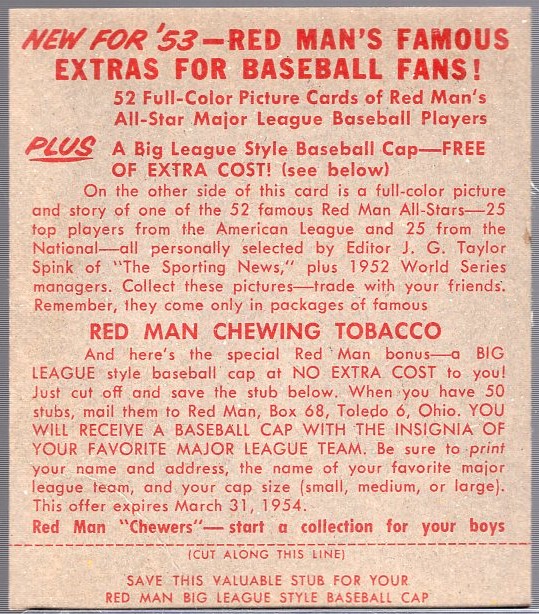 NEW FOR '53—RED MAN'S FAMOUS
EXTRAS FOR BASEBALL FANS!
52 Full-Color Picture Cards of Red Man's
All-Star Major League Baseball Players
PLUS A Big League Style Baseball Cap—FREE
OF EXTRA COST! (see below)
On the other side of this card is a full-color picture
and story of one of the 52 famous Red Man All-Stars—25
top players from the American League and 25 from the
National—all personally selected by Editor J. G. Taylor
Spink of "The Sporting News," plus 1952 World Series
managers. Collect these pictures—trade with your friends.
Remember, they come only in packages of famous
RED MAN CHEWING TOBACCO
And here's the special Red Man bonus—a BIG
LEAGUE style baseball cap at NO EXTRA COST to you!
Just cut off and save the stub below. When you have 50
stubs, mail them to Red Man, Box 68, Toledo 6, Ohio. YOU
WILL RECEIVE A BASEBALL CAP WITH THE INSIGNIA OF
YOUR FAVORITE MAJOR LEAGUE TEAM. Be sure to print
your name and address, the name of your favorite major
league team, and your cap size (small, medium, or large).
This offer expires March 31, 1954.
Red Man "Chewers"—start a collection for your boys
(CUT ALONG THIS LINE)
SAVE THIS VALUABLE STUB FOR YOUR
RED MAN BIG LEAGUE STYLE BASEBALL CAP